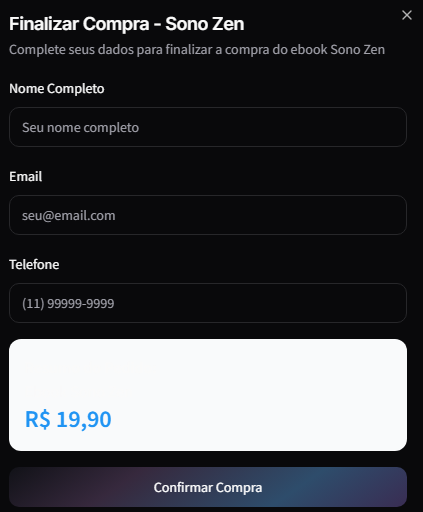 Finalizar Compra - Sono Zen
Complete seus dados para finalizar a compra do ebook Sono Zen
Nome Completo
Seu nome completo
Email
seu@email.com
Telefone
(11) 99999-9999
R$ 19,90
Confirmar Compra